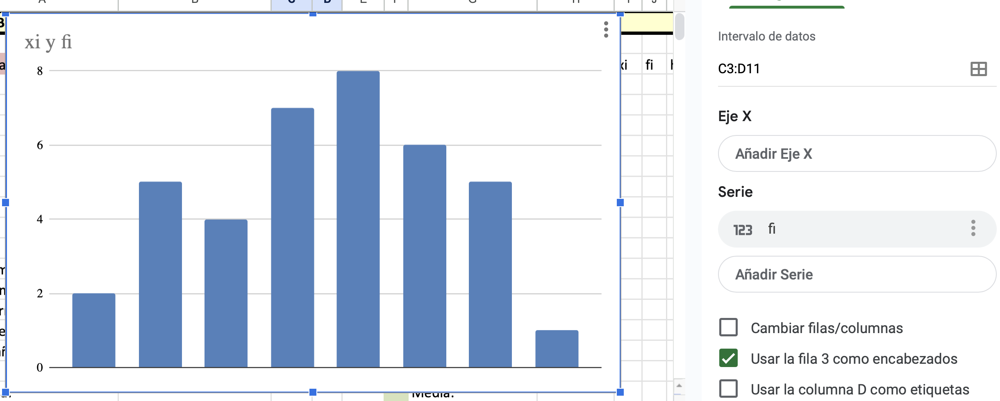 A B C D E F G H I J
xi y fi
8
6
4
2
0
xi fi
Media:
Intervalo de datos
C3:D11
Eje X
Añadir Eje X
Serie
123 fi
Añadir Serie
Cambiar filas/columnas
Usar la fila 3 como encabezados
Usar la columna D como etiquetas